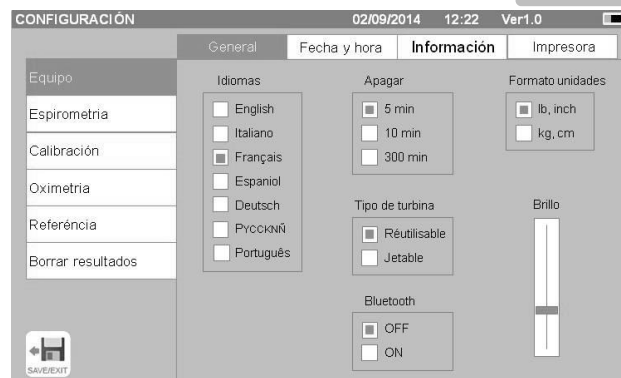 CONFIGURACIÓN 02/09/2014 12:22 Ver1.0
General Fecha y hora Información Impresora
Equipo
Espirometria
Calibración
Oximetria
Referéncia
Borrar resultados
SAVE/EXIT
Idiomas
English
Italiano
Français
Espaniol
Deutsch
РУССКNÑ
Português
Apagar
5 min
10 min
300 min
Tipo de turbina
Réutilisable
Jetable
Bluetooth
OFF
ON
Formato unidades
lb, inch
kg, cm
Brillo